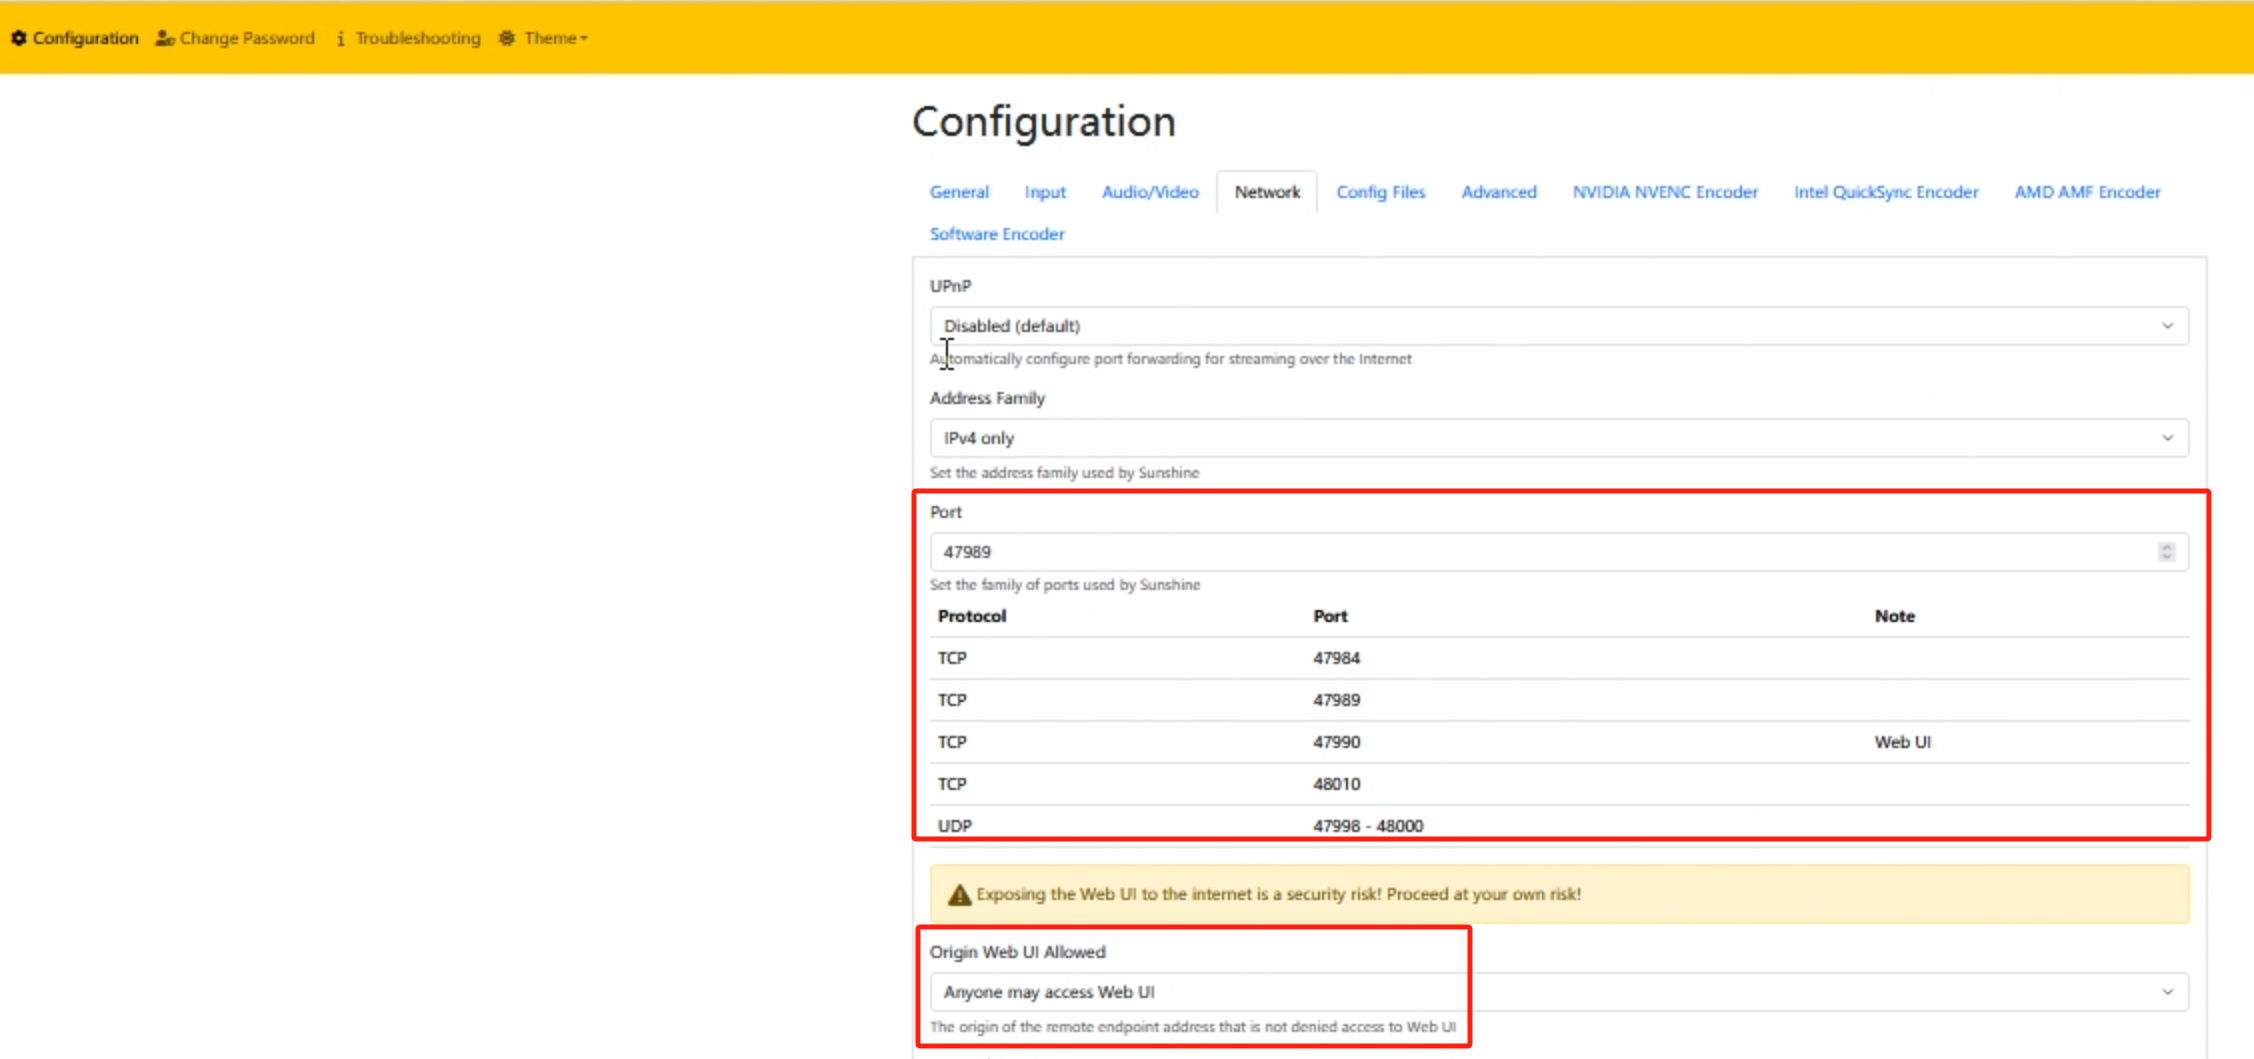 Configuration Change Password Troubleshooting Theme
Configuration
General Input Audio/Video Network Config Files Advanced NVIDIA NVENC Encoder Intel QuickSync Encoder AMD AMF Encoder
Software Encoder
UPnP
Disabled (default)
Automatically configure port forwarding for streaming over the Internet
Address Family
IPv4 only
Set the address family used by Sunshine
Port
47989
Set the family of ports used by Sunshine
Protocol Port Note
TCP 47984
TCP 47989
TCP 47990 Web UI
TCP 48010
UDP 47998 - 48000
Exposing the Web UI to the internet is a security risk! Proceed at your own risk!
Origin Web UI Allowed
Anyone may access Web UI
The origin of the remote endpoint address that is not denied access to Web UI